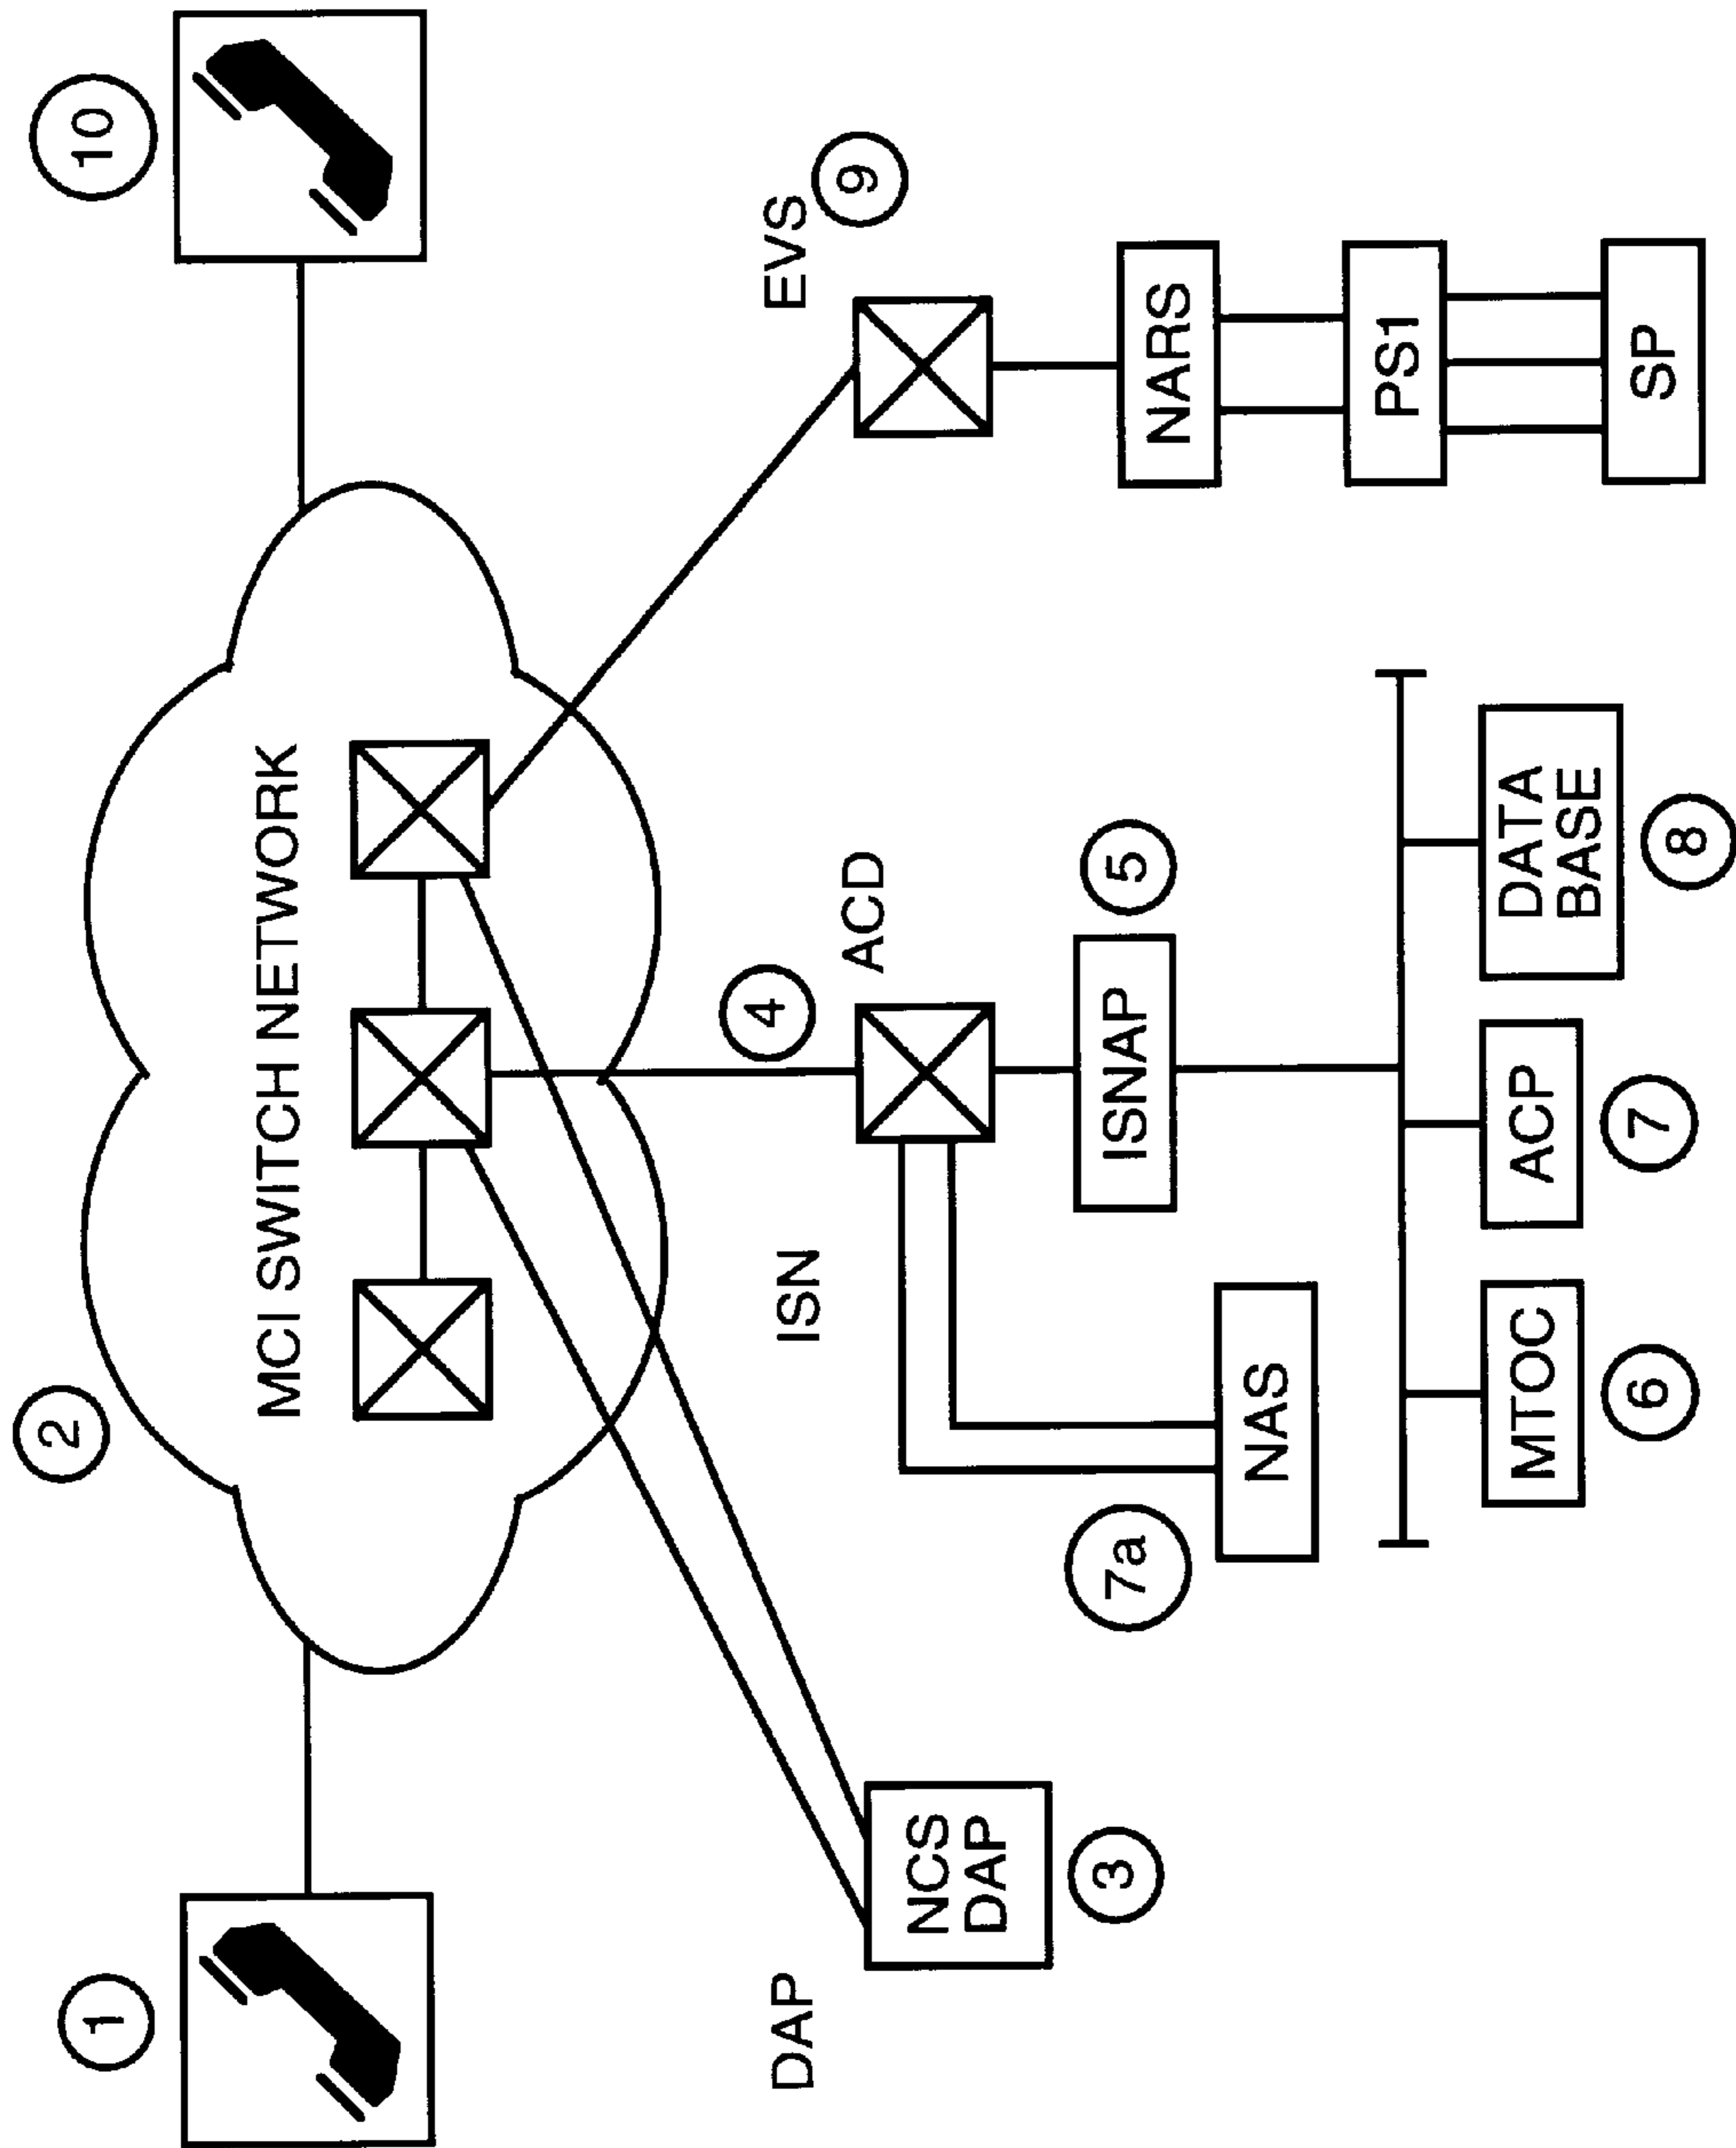 1
2
10
MCI SWITCH NETWORK
DAP
ISN
4
ACD
EVS
9
NCS
DAP
3
7a
NAS
ISNAP
5
NARS
PS1
SP
MTOC
6
ACP
7
DATA
BASE
8